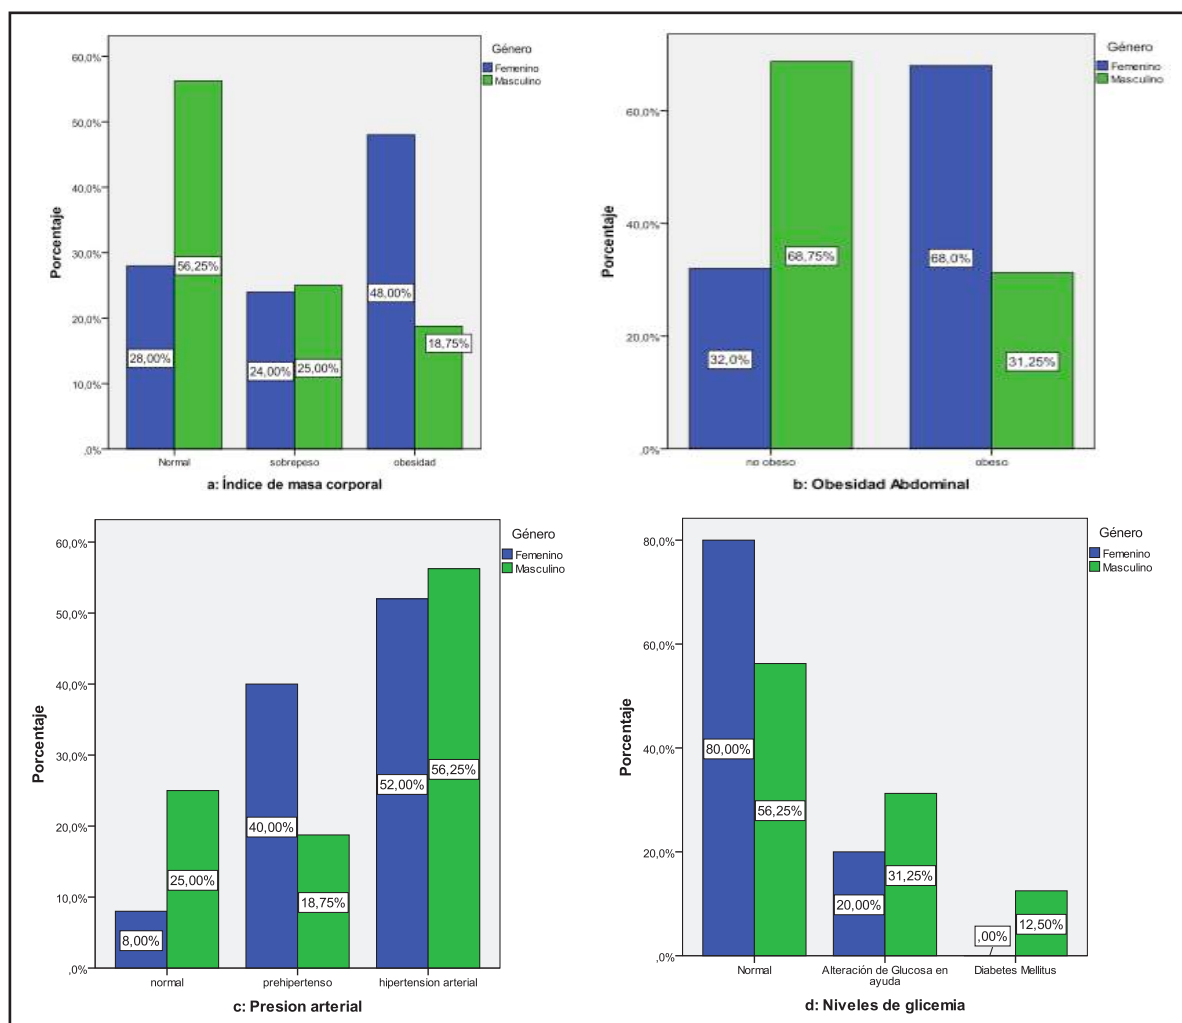 Género
Femenino
Masculino
60,0%
50,0%
40,0%
30,0%
20,0%
10,0%
,0%
Porcentaje
28,00%
56,25%
24,00%
25,00%
48,00%
18,75%
Normal
sobrepeso
obesidad
a: Índice de masa corporal
Género
Femenino
Masculino
60,0%
40,0%
20,0%
,0%
Porcentaje
32,0%
68,75%
68,0%
31,25%
no obeso
obeso
b: Obesidad Abdominal
Género
Femenino
Masculino
60,0%
50,0%
40,0%
30,0%
20,0%
10,0%
,0%
Porcentaje
8,00%
25,00%
40,00%
18,75%
52,00%
56,25%
normal
prehipertenso
hipertension arterial
c: Presion arterial
Género
Femenino
Masculino
80,0%
60,0%
40,0%
20,0%
,0%
Porcentaje
80,00%
56,25%
20,00%
31,25%
,00%
12,50%
Normal
Alteración de Glucosa en
ayuda
Diabetes Mellitus
d: Niveles de glicemia